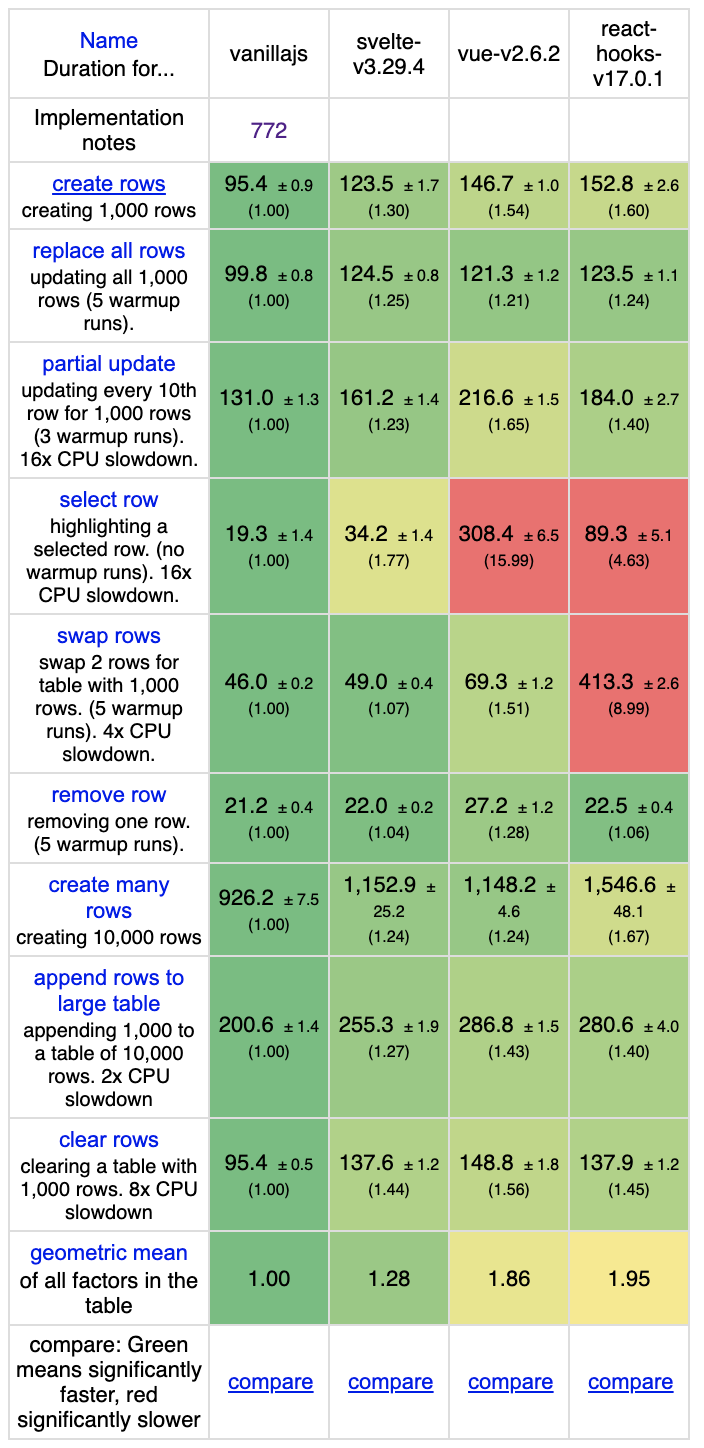 Name
Duration for...
vanillajs
svelte-
v3.29.4
vue-v2.6.2
react-
hooks-
v17.0.1
Implementation
notes
772
create rows
creating 1,000 rows
95.4 ± 0.9
(1.00)
123.5 ± 1.7
(1.30)
146.7 ± 1.0
(1.54)
152.8 ± 2.6
(1.60)
replace all rows
updating all 1,000
rows (5 warmup
runs).
99.8 ± 0.8
(1.00)
124.5 ± 0.8
(1.25)
121.3 ± 1.2
(1.21)
123.5 ± 1.1
(1.24)
partial update
updating every 10th
row for 1,000 rows
(3 warmup runs).
16x CPU slowdown.
131.0 ± 1.3
(1.00)
161.2 ± 1.4
(1.23)
216.6 ± 1.5
(1.65)
184.0 ± 2.7
(1.40)
select row
highlighting a
selected row. (no
warmup runs). 16x
CPU slowdown.
19.3 ± 1.4
(1.00)
34.2 ± 1.4
(1.77)
308.4 ± 6.5
(15.99)
89.3 ± 5.1
(4.63)
swap rows
swap 2 rows for
table with 1,000
rows. (5 warmup
runs). 4x CPU
slowdown.
46.0 ± 0.2
(1.00)
49.0 ± 0.4
(1.07)
69.3 ± 1.2
(1.51)
413.3 ± 2.6
(8.99)
remove row
removing one row.
(5 warmup runs).
21.2 ± 0.4
(1.00)
22.0 ± 0.2
(1.04)
27.2 ± 1.2
(1.28)
22.5 ± 0.4
(1.06)
create many
rows
creating 10,000 rows
926.2 ± 7.5
(1.00)
1,152.9 ±
25.2
(1.24)
1,148.2 ±
4.6
(1.24)
1,546.6 ±
48.1
(1.67)
append rows to
large table
appending 1,000 to
a table of 10,000
rows. 2x CPU
slowdown
200.6 ± 1.4
(1.00)
255.3 ± 1.9
(1.27)
286.8 ± 1.5
(1.43)
280.6 ± 4.0
(1.40)
clear rows
clearing a table with
1,000 rows. 8x CPU
slowdown
95.4 ± 0.5
(1.00)
137.6 ± 1.2
(1.44)
148.8 ± 1.8
(1.56)
137.9 ± 1.2
(1.45)
geometric mean
of all factors in the
table
1.00
1.28
1.86
1.95
compare: Green
means significantly
faster, red
significantly slower
compare
compare
compare
compare